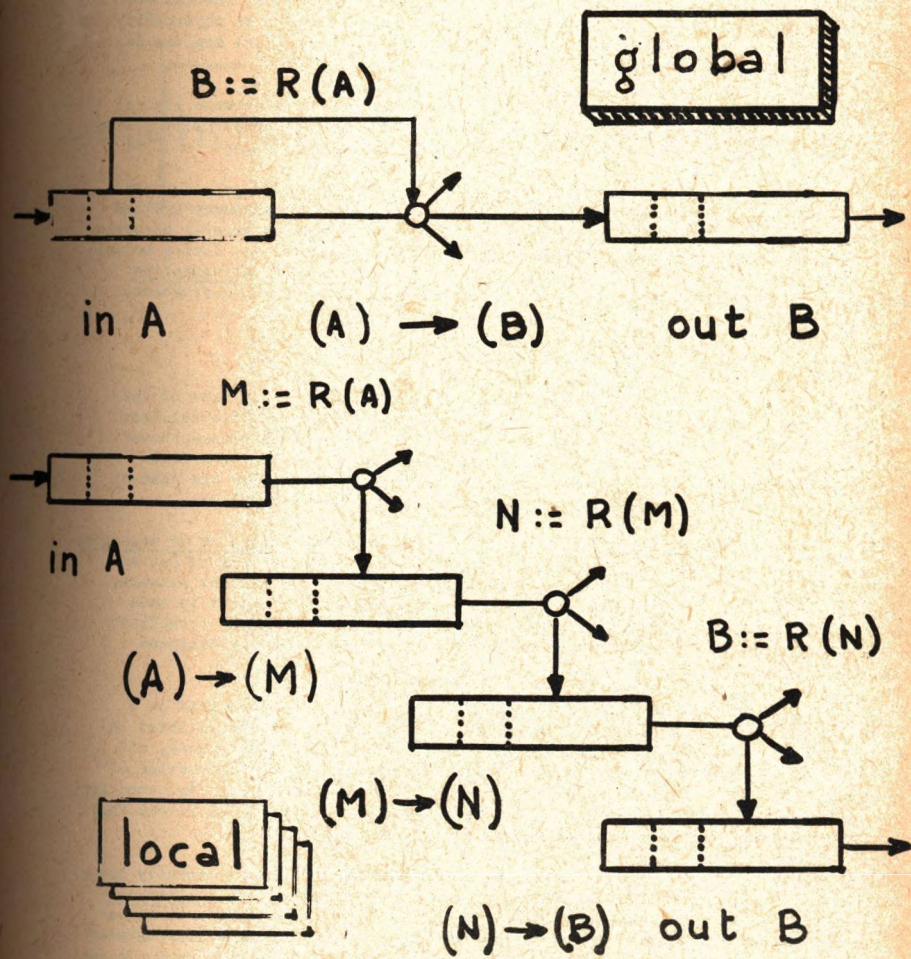 global
B:= R(A)
in A (A) → (B) out B
M:= R(A)
in A
N:= R(M)
B:= R(N)
(A)→(M)
(M)→(N)
local
(N)→(B) out B